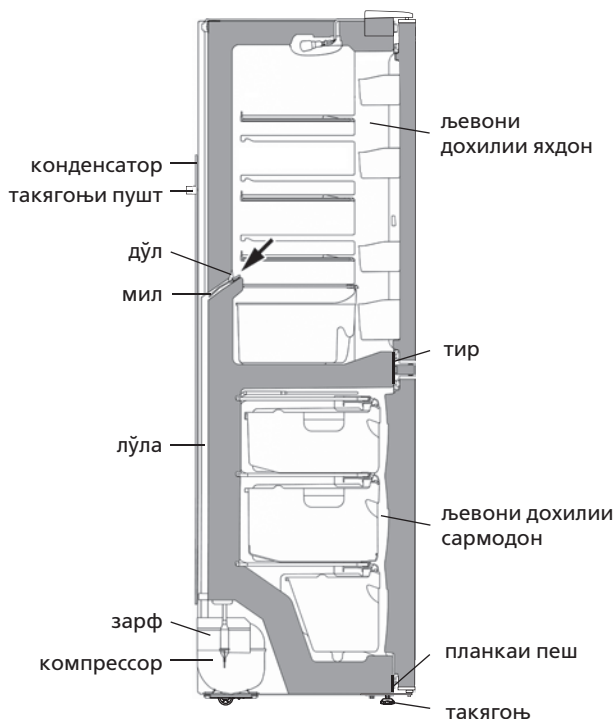 љевони
дохилии яхдон
конденсатор
такягоњи пушт
дўл
мил
тир
лўла
љевони дохилии
сармодон
зарф
компрессор
планкаи пеш
такягоњ